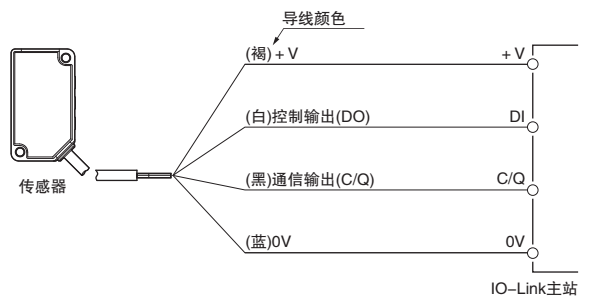 导线颜色
(褐)+V
+V
(白)控制输出(DO)
DI
(黑)通信输出(C/Q)
C/Q
传感器
(蓝)0V
0V
IO-Link主站